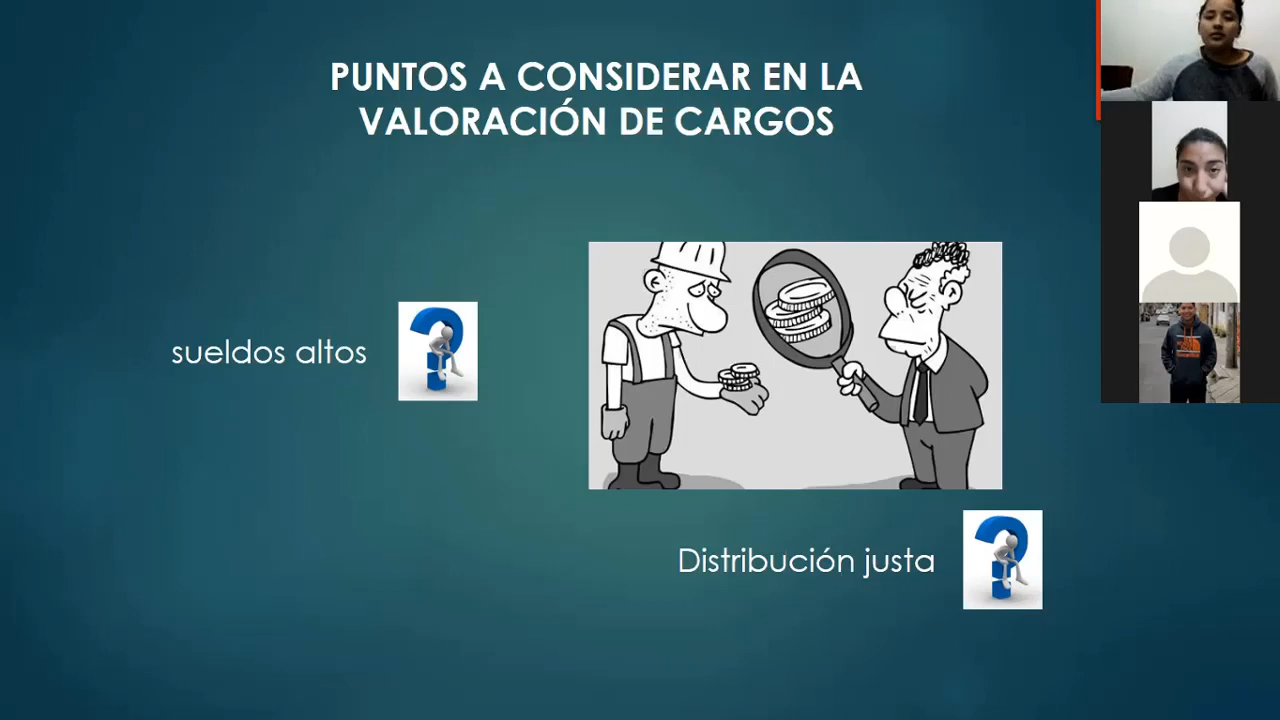 PUNTOS A CONSIDERAR EN LA
VALORACIÓN DE CARGOS
sueldos altos
Distribución justa